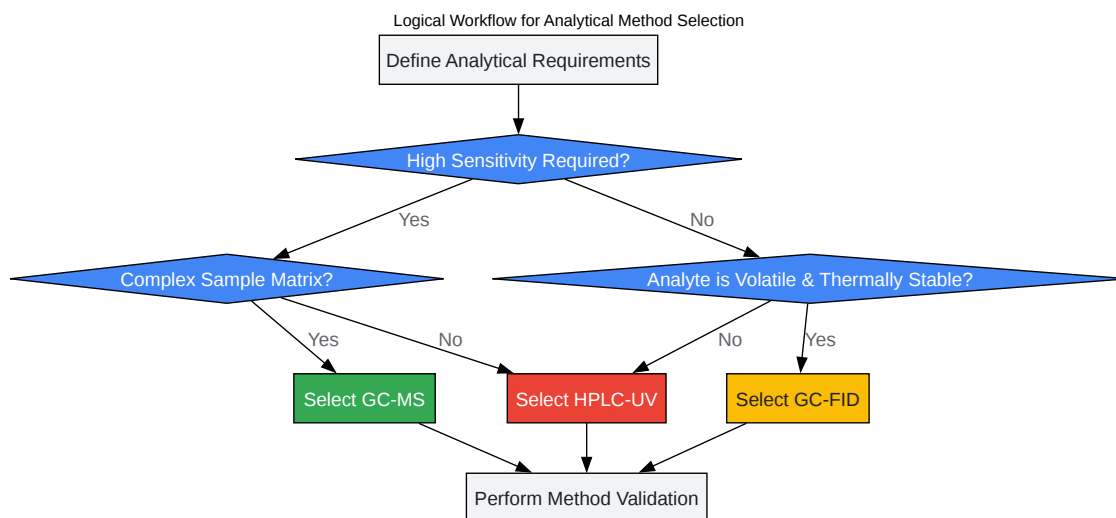 Logical Workflow for Analytical Method Selection
Define Analytical Requirements
High Sensitivity Required?
Yes
No
Complex Sample Matrix?
Analyte is Volatile & Thermally Stable?
Yes
No
No
Yes
Select GC-MS
Select HPLC-UV
Select GC-FID
Perform Method Validation